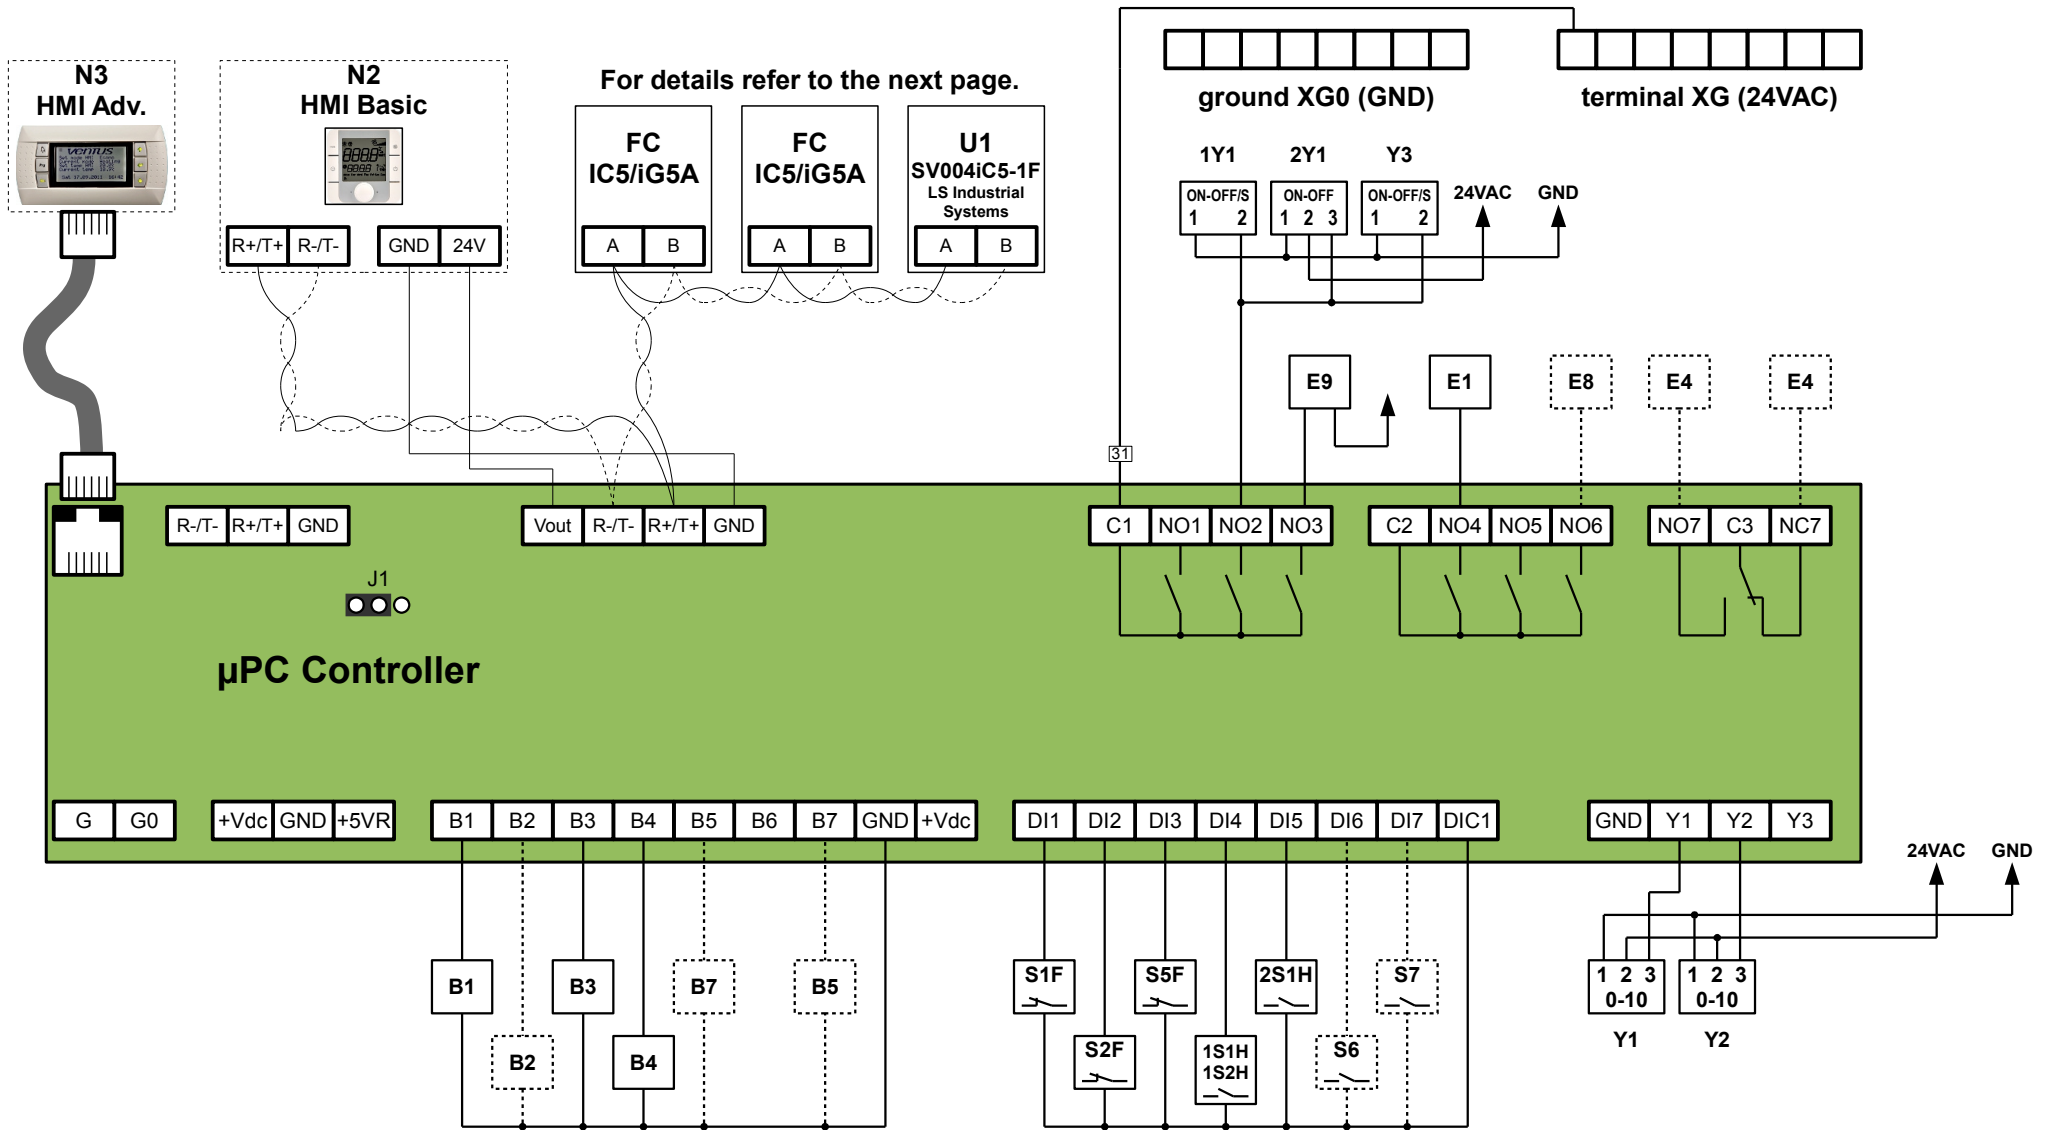 N3
HMI Adv.
N2
HMI Basic
For details refer to the next page.
FC
IC5/iG5A
FC
IC5/iG5A
U1
SV004iC5-1F
LS Industrial
Systems
ground XG0 (GND)
terminal XG (24VAC)
1Y1 2Y1 Y3
ON-OFF/S ON-OFF ON-OFF/S 24VAC GND
1 2 1 2 3 1 2
R+/T+ R-/T- GND 24V
A B A B A B
ventus
E9 E1 E8 E4 E4
31
R-/T- R+/T+ GND
Vout R-/T- R+/T+ GND
C1 NO1 NO2 NO3
C2 NO4 NO5 NO6
NO7 C3 NC7
J1
µPC Controller
G G0
+Vdc GND +5VR
B1 B2 B3 B4 B5 B6 B7 GND +Vdc
DI1 DI2 DI3 DI4 DI5 DI6 DI7 DIC1
GND Y1 Y2 Y3
24VAC GND
B1 B3 B7 B5
B2 B4
S1F S5F 2S1H S7
S2F
1S1H
1S2H
S6
1 2 3 1 2 3
0-10 0-10
Y1 Y2